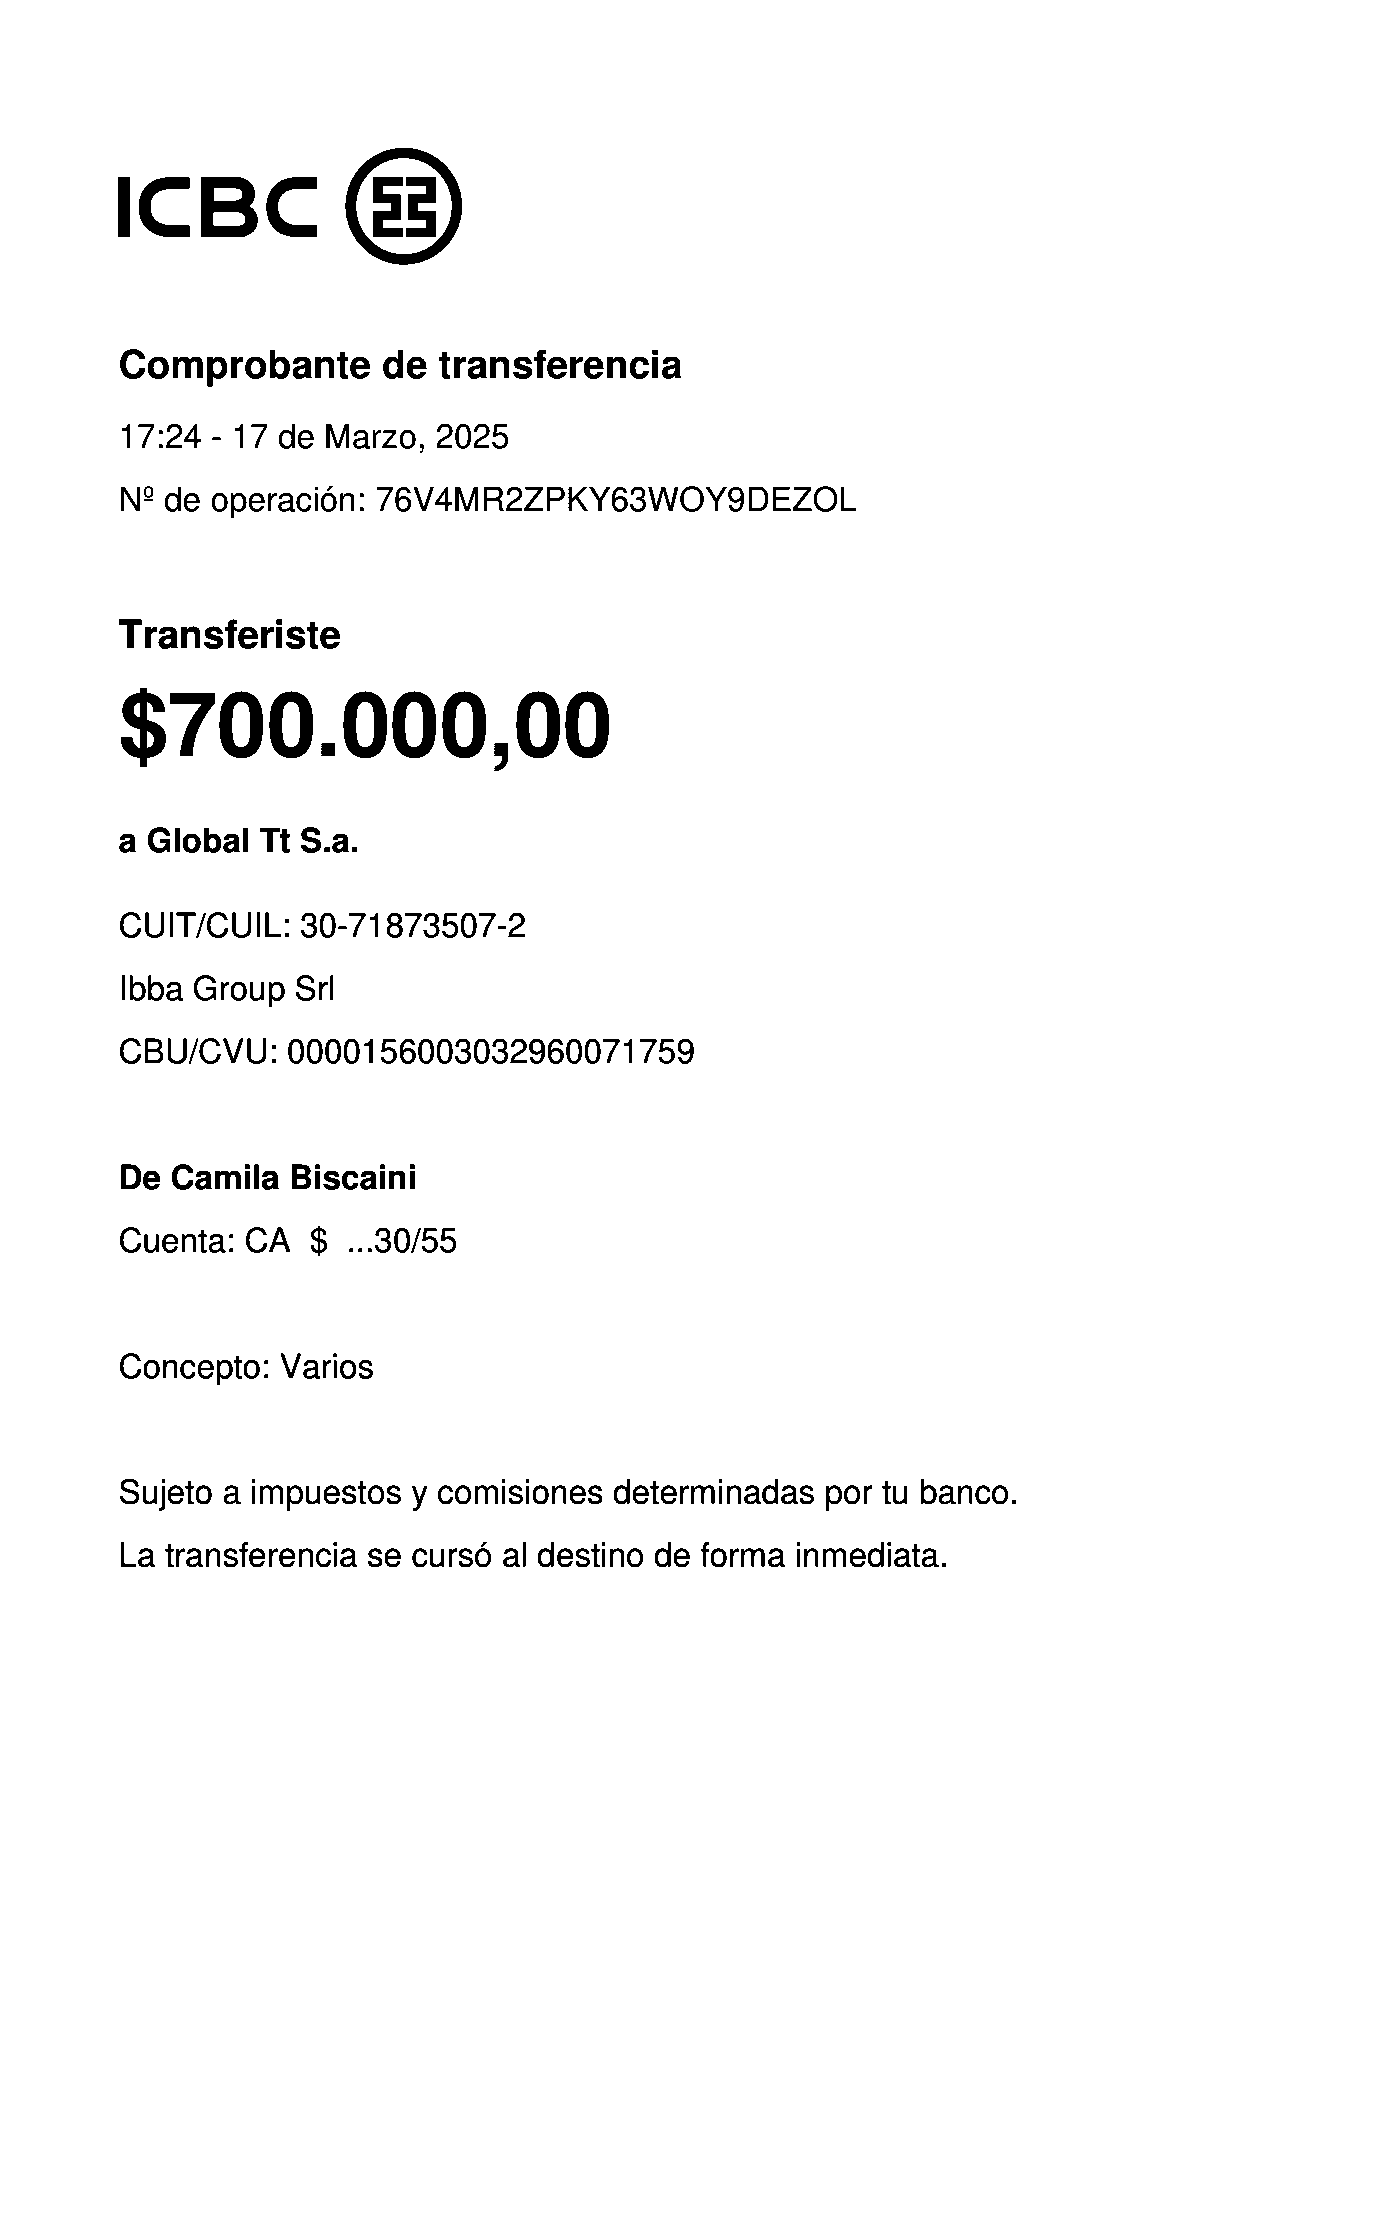 ICBC
Comprobante de transferencia
17:24 - 17 de Marzo, 2025
Nº de operación: 76V4MR2ZPKY63WOY9DEZOL
Transferiste
$700.000,00
a Global Tt S.a.
CUIT/CUIL: 30-71873507-2
Ibba Group Srl
CBU/CVU: 0000156003032960071759
De Camila Biscaini
Cuenta: CA  $  ...30/55
Concepto: Varios
Sujeto a impuestos y comisiones determinadas por tu banco.
La transferencia se cursó al destino de forma inmediata.